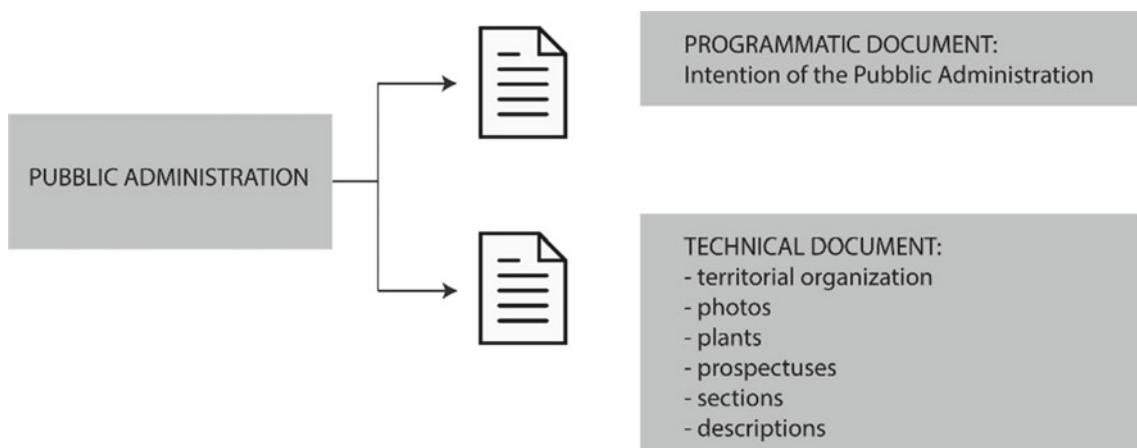 PUBBLIC ADMINISTRATION
PROGRAMMATIC DOCUMENT:
Intention of the Pubblic Administration
TECHNICAL DOCUMENT:
- territorial organization
- photos
- plants
- prospectuses
- sections
- descriptions